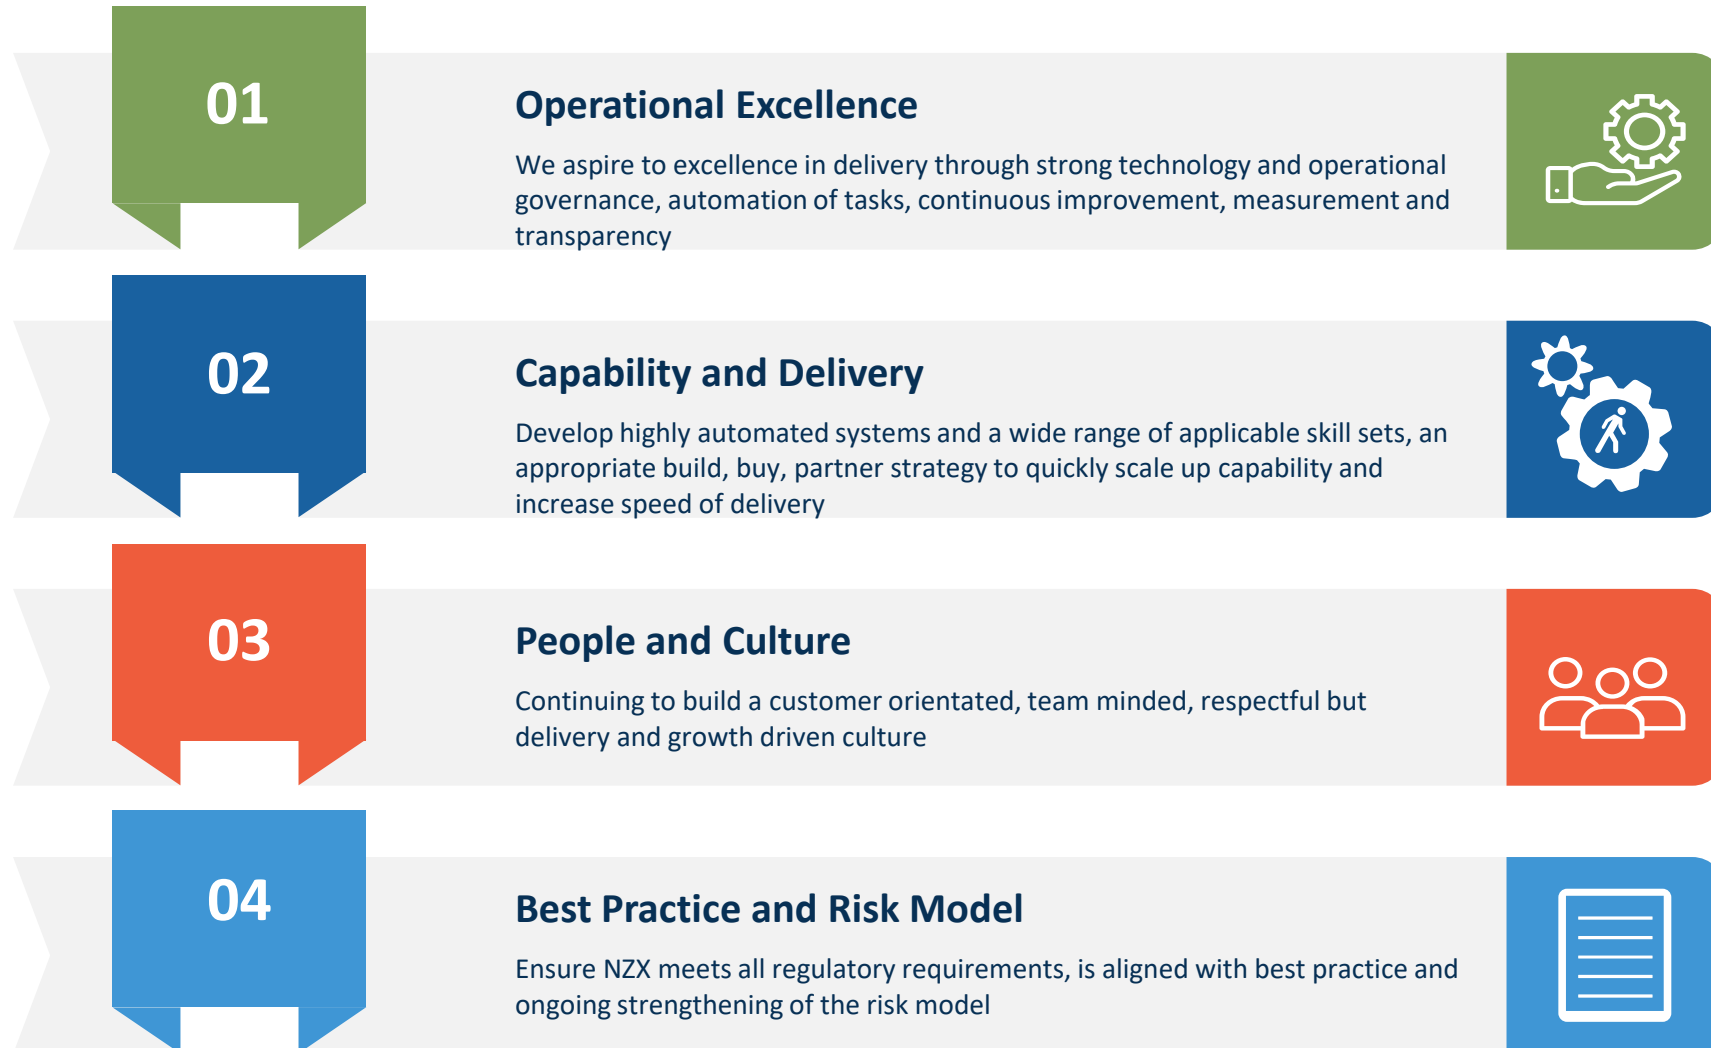 01
Operational Excellence
We aspire to excellence in delivery through strong technology and operational
governance, automation of tasks, continuous improvement, measurement and
transparency
02
Capability and Delivery
Develop highly automated systems and a wide range of applicable skill sets, an
appropriate build, buy, partner strategy to quickly scale up capability and
increase speed of delivery
03
People and Culture
Continuing to build a customer orientated, team minded, respectful but
delivery and growth driven culture
04
Best Practice and Risk Model
Ensure NZX meets all regulatory requirements, is aligned with best practice and
ongoing strengthening of the risk model